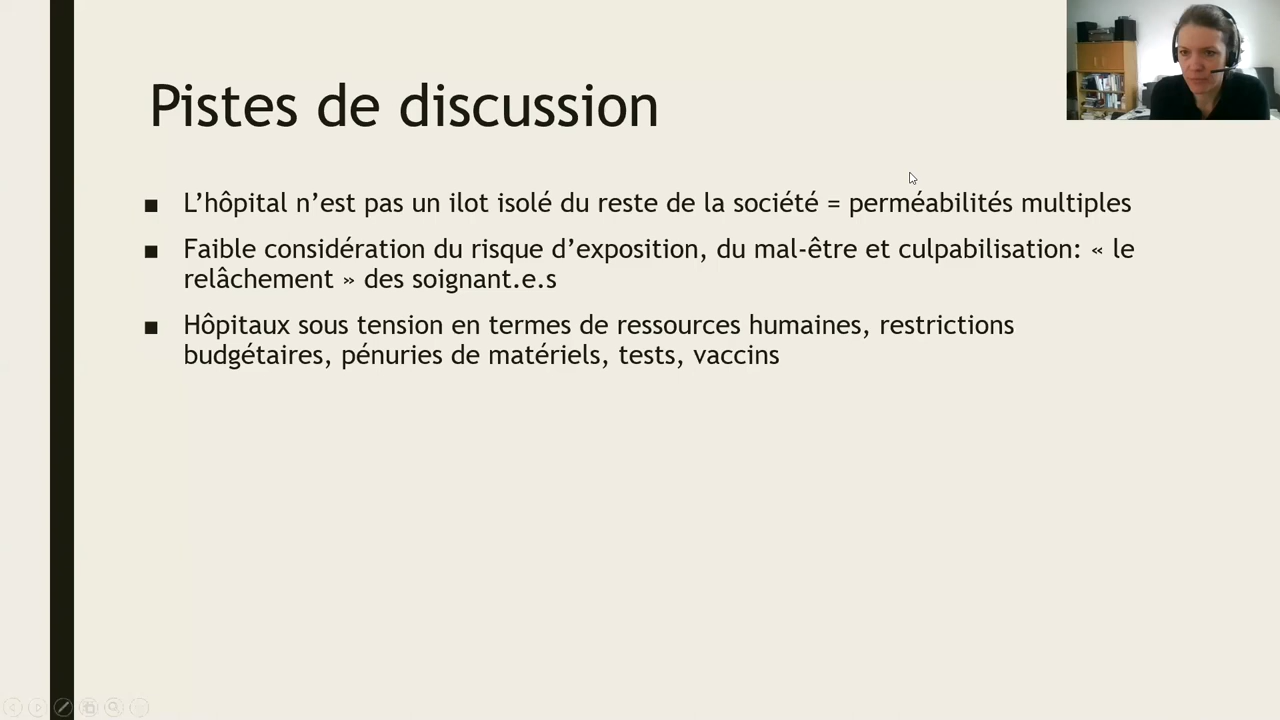 Pistes de discussion
▪ L’hôpital n’est pas un ilot isolé du reste de la société = perméabilités multiples
▪ Faible considération du risque d’exposition, du mal-être et culpabilisation: « le
relâchement » des soignant.e.s
▪ Hôpitaux sous tension en termes de ressources humaines, restrictions
budgétaires, pénuries de matériels, tests, vaccins